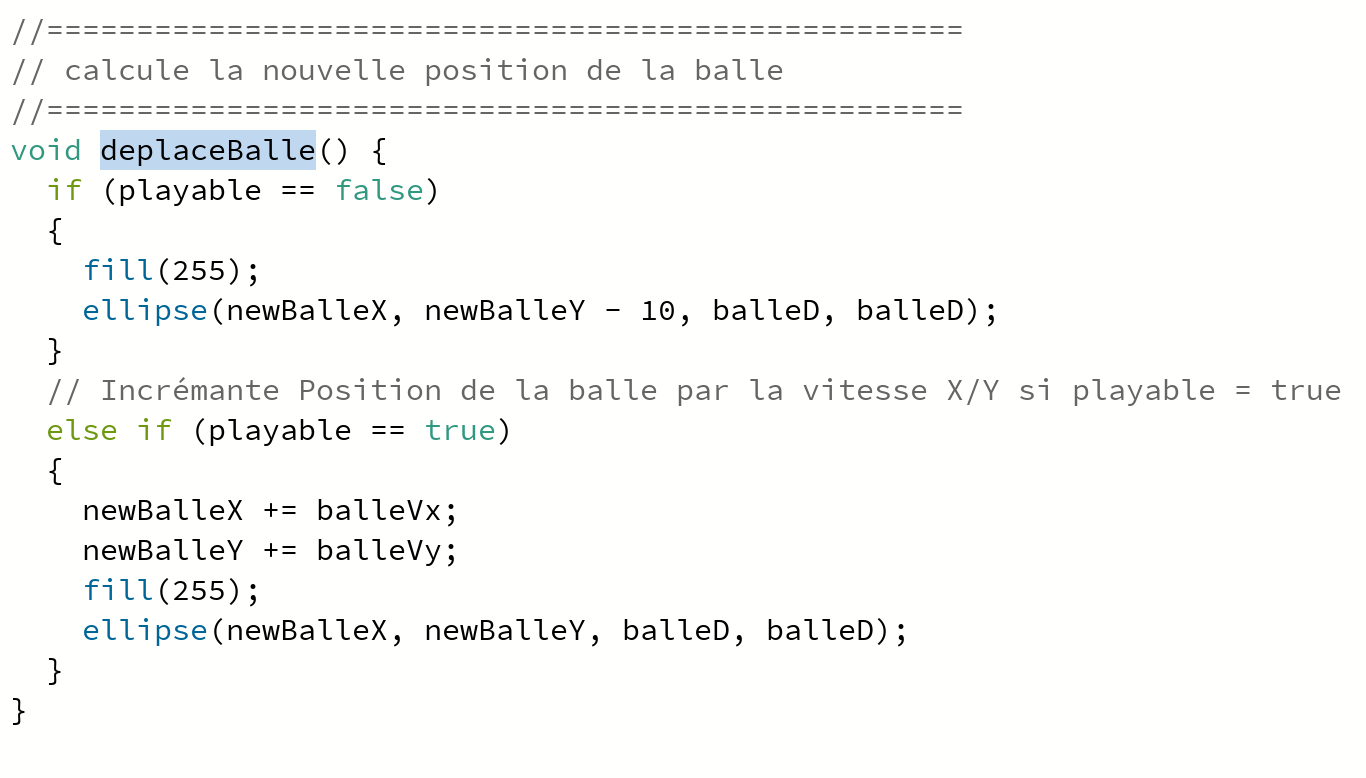 //===================================================
// calcule la nouvelle position de la balle
//===================================================
void deplaceBalle() {
  if (playable == false)
  {
    fill(255);
    ellipse(newBalleX, newBalleY - 10, balleD, balleD);
  }
  // Incrémante Position de la balle par la vitesse X/Y si playable = true
  else if (playable == true)
  {
    newBalleX += balleVx;
    newBalleY += balleVy;
    fill(255);
    ellipse(newBalleX, newBalleY, balleD, balleD);
  }
}